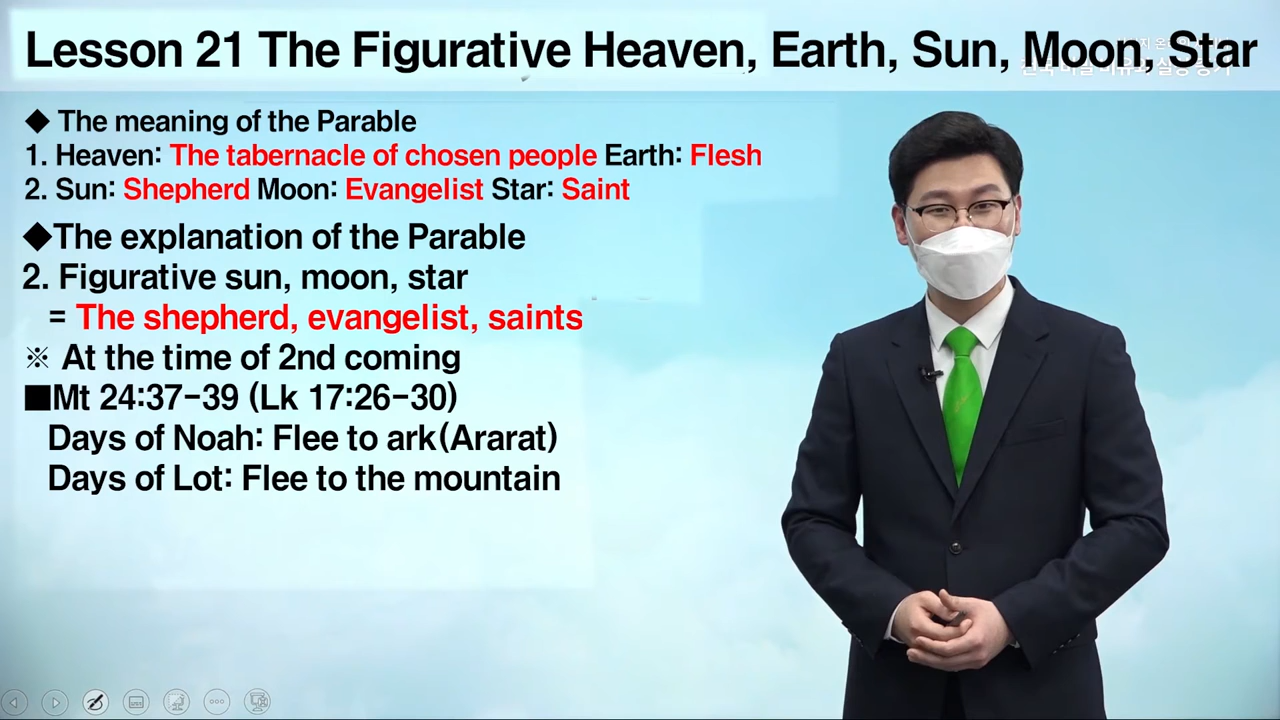 Lesson 21 The Figurative Heaven, Earth, Sun, Moon, Star
◆ The meaning of the Parable
1. Heaven: The tabernacle of chosen people Earth: Flesh
2. Sun: Shepherd Moon: Evangelist Star: Saint
◆The explanation of the Parable
2. Figurative sun, moon, star
= The shepherd, evangelist, saints
※ At the time of 2nd coming
■Mt 24:37-39 (Lk 17:26-30)
Days of Noah: Flee to ark(Ararat)
Days of Lot: Flee to the mountain